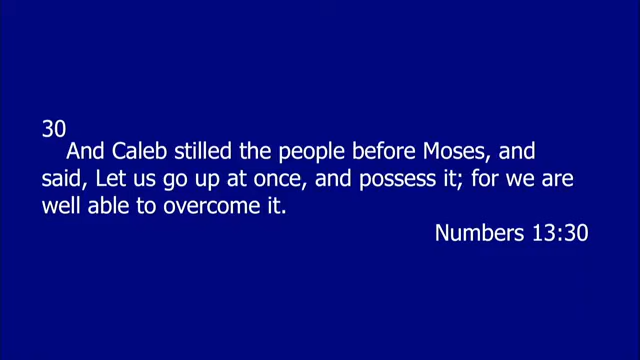 30
And Caleb stilled the people before Moses, and
said, Let us go up at once, and possess it; for we are
well able to overcome it.
Numbers 13:30